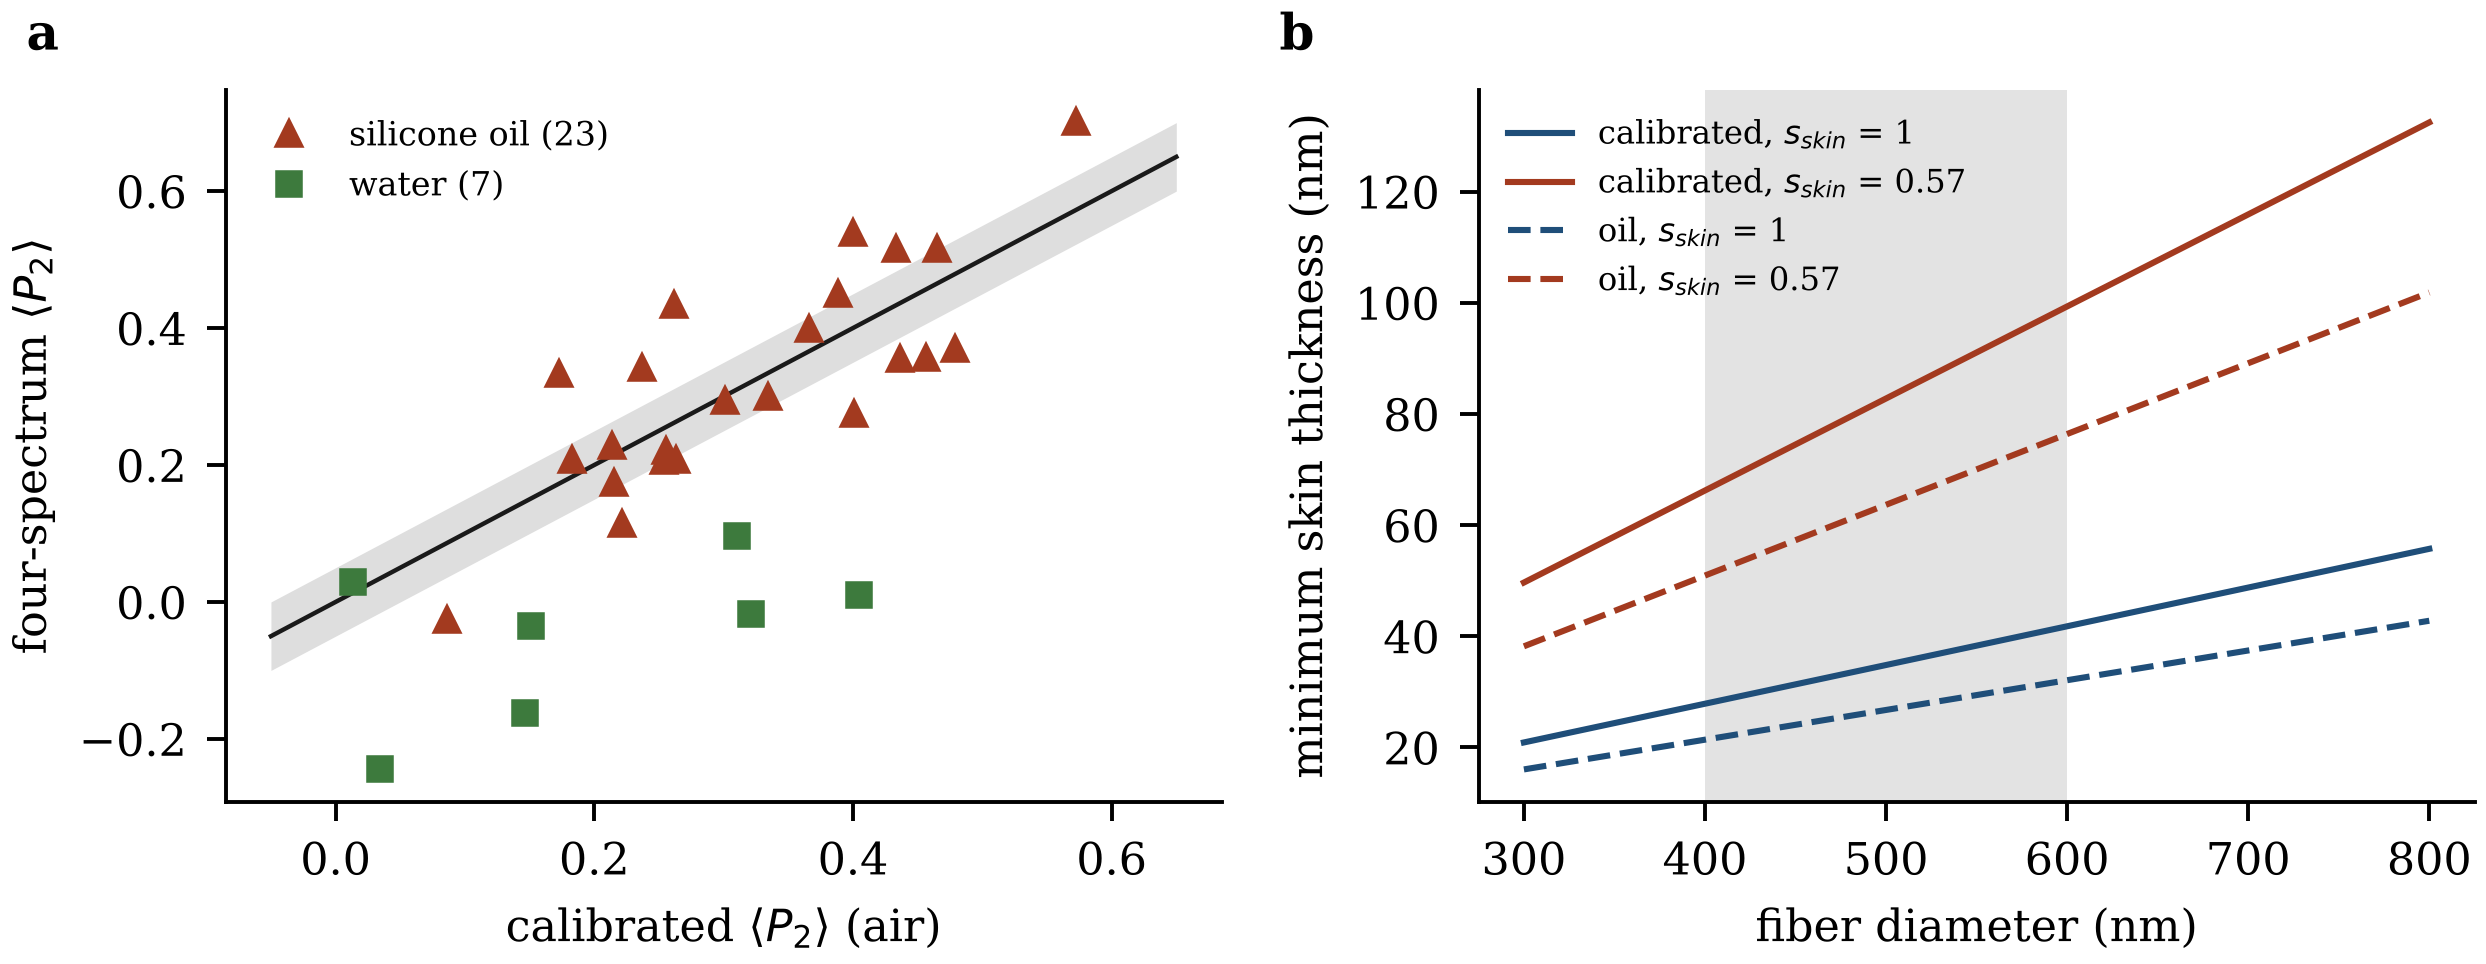 a
four-spectrum ⟨P₂⟩
0.6
0.4
0.2
0.0
−0.2
silicone oil (23)
water (7)
0.0 0.2 0.4 0.6
calibrated ⟨P₂⟩ (air)
b
minimum skin thickness (nm)
120
100
80
60
40
20
calibrated, sskin = 1
calibrated, sskin = 0.57
oil, sskin = 1
oil, sskin = 0.57
300 400 500 600 700 800
fiber diameter (nm)